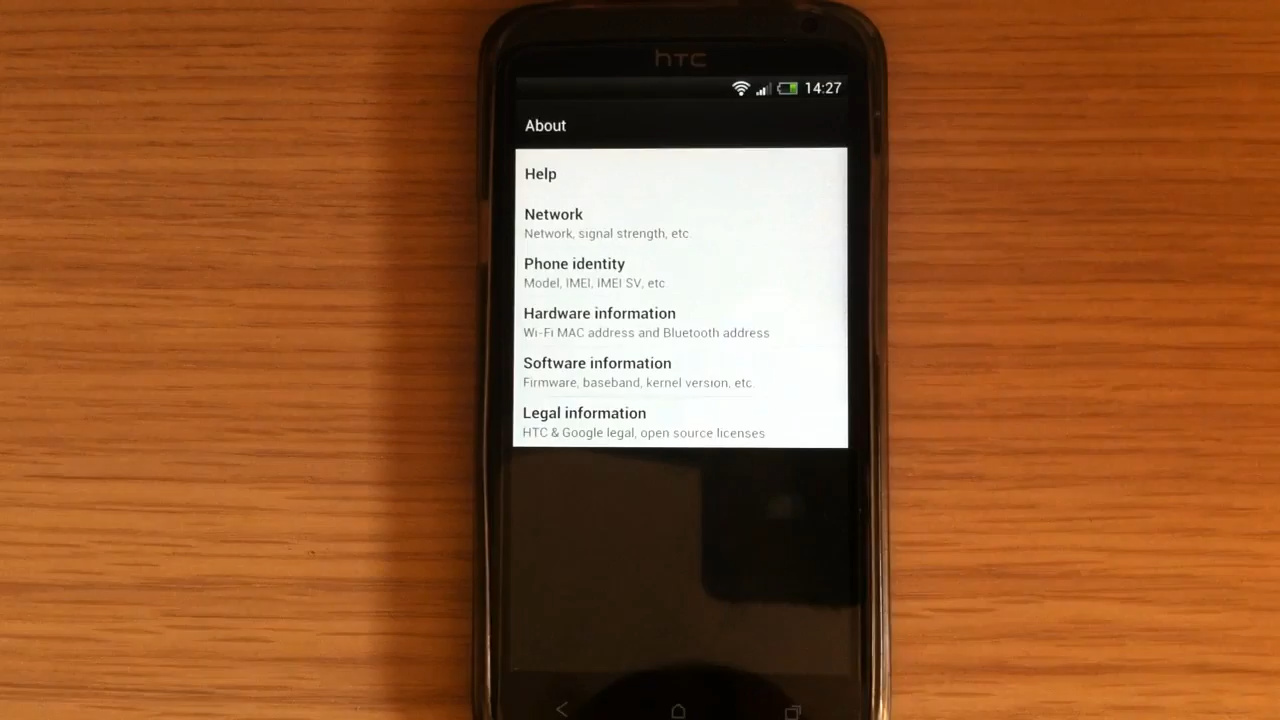 hTC
14:27
About
Help
Network
Network, signal strength, etc.
Phone identity
Model, IMEI, IMEI SV, etc.
Hardware information
Wi-Fi MAC address and Bluetooth address
Software information
Firmware, baseband, kernel version, etc.
Legal information
HTC & Google legal, open source licenses